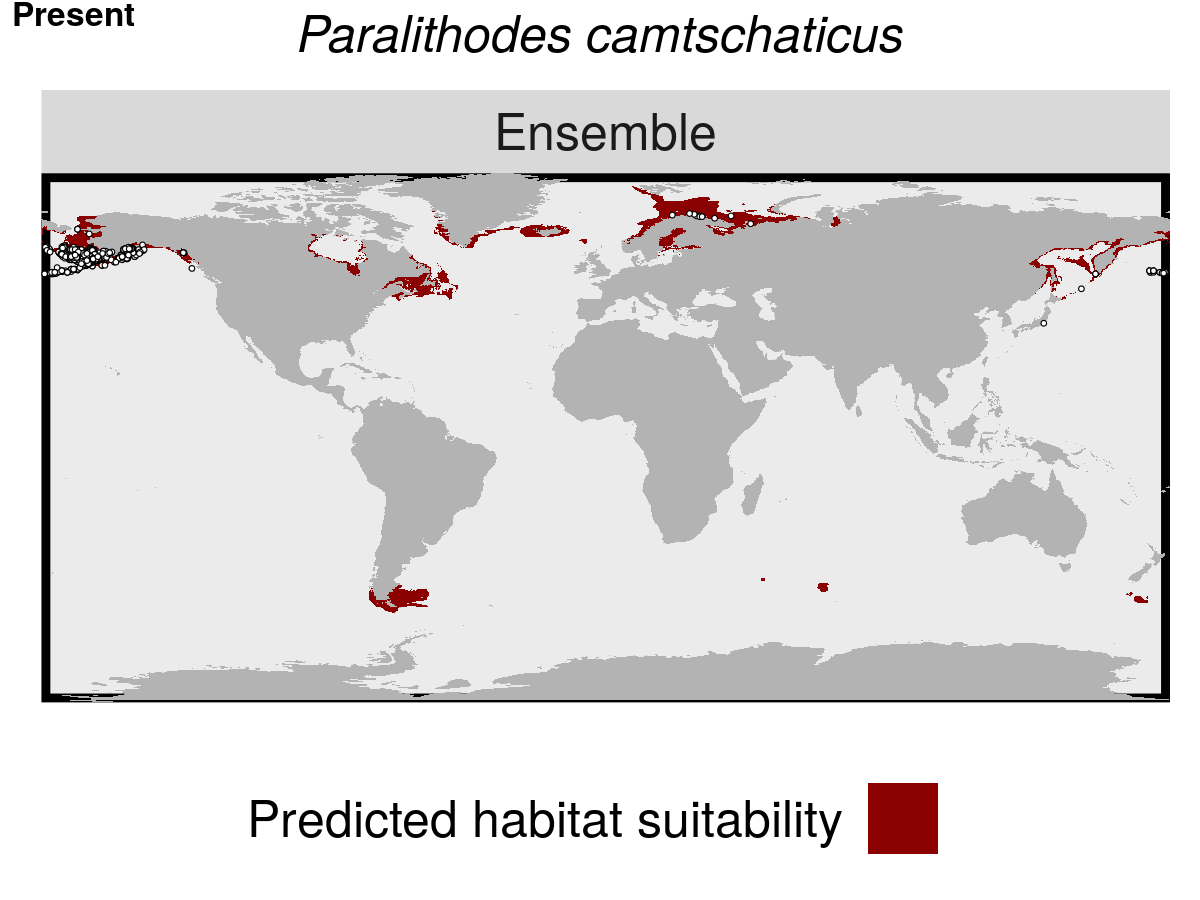 Present
Paralithodes camtschaticus
Ensemble
Predicted habitat suitability